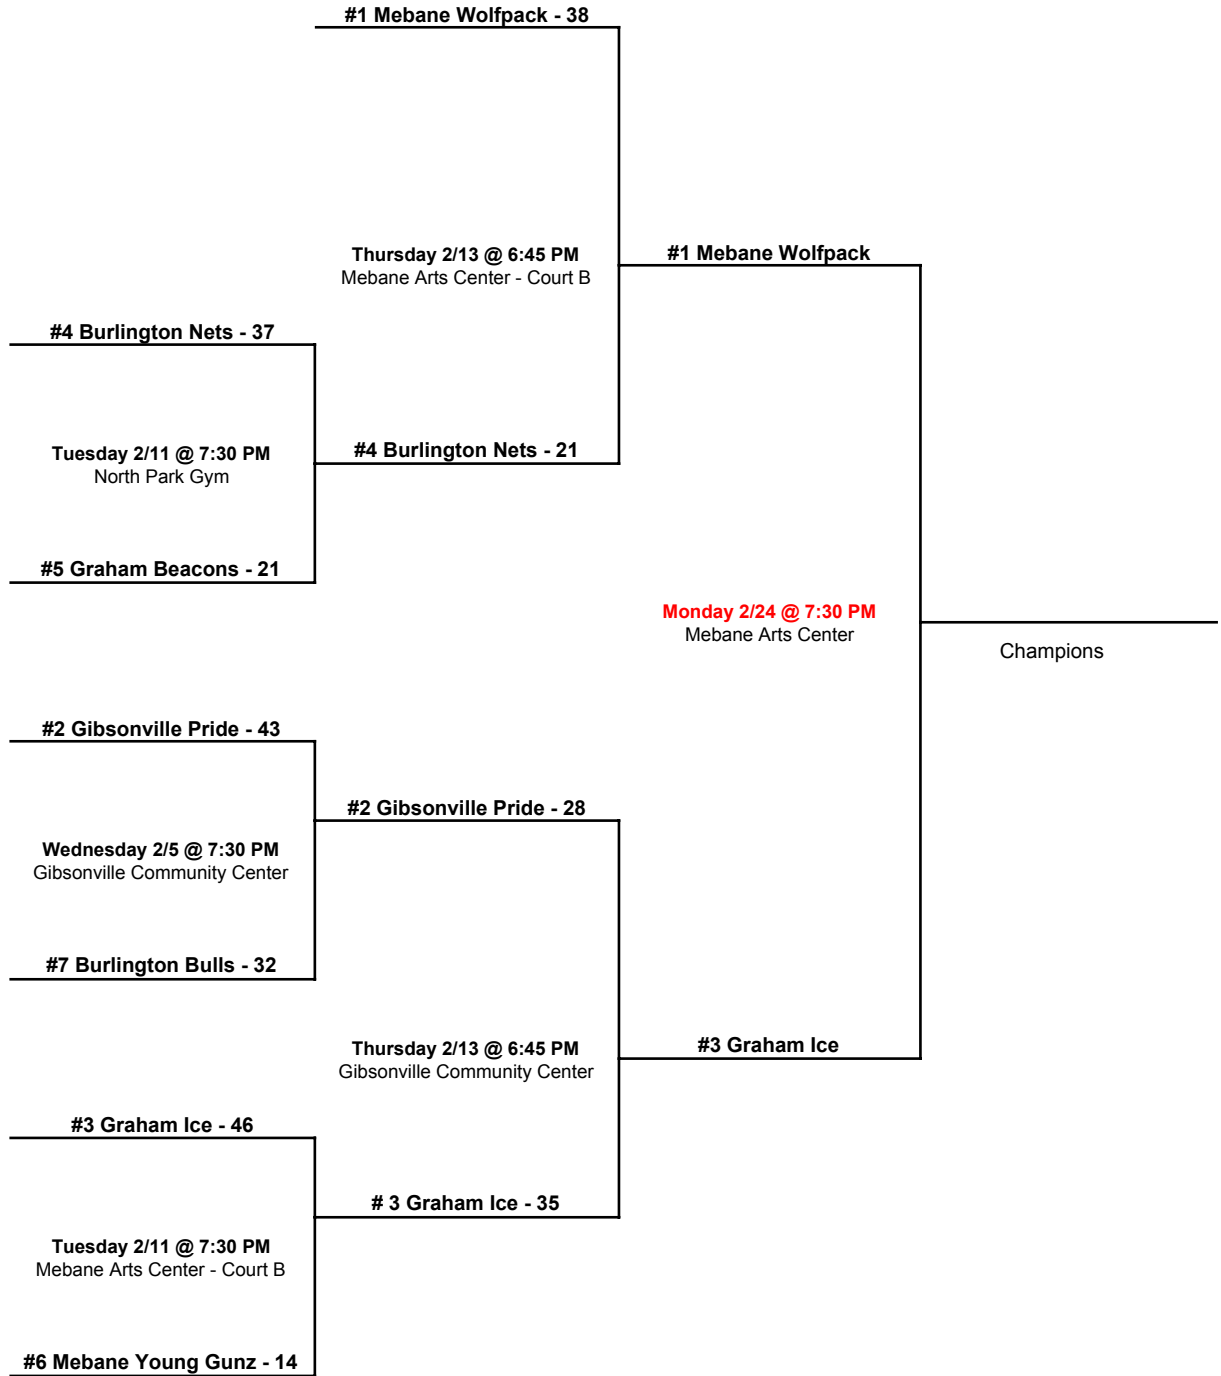 #1 Mebane Wolfpack - 38
Thursday 2/13 @ 6:45 PM
Mebane Arts Center - Court B
#1 Mebane Wolfpack
#4 Burlington Nets - 37
Tuesday 2/11 @ 7:30 PM
North Park Gym
#4 Burlington Nets - 21
#5 Graham Beacons - 21
Monday 2/24 @ 7:30 PM
Mebane Arts Center
Champions
#2 Gibsonville Pride - 43
#2 Gibsonville Pride - 28
Wednesday 2/5 @ 7:30 PM
Gibsonville Community Center
#7 Burlington Bulls - 32
Thursday 2/13 @ 6:45 PM
Gibsonville Community Center
#3 Graham Ice
#3 Graham Ice - 46
# 3 Graham Ice - 35
Tuesday 2/11 @ 7:30 PM
Mebane Arts Center - Court B
#6 Mebane Young Gunz - 14